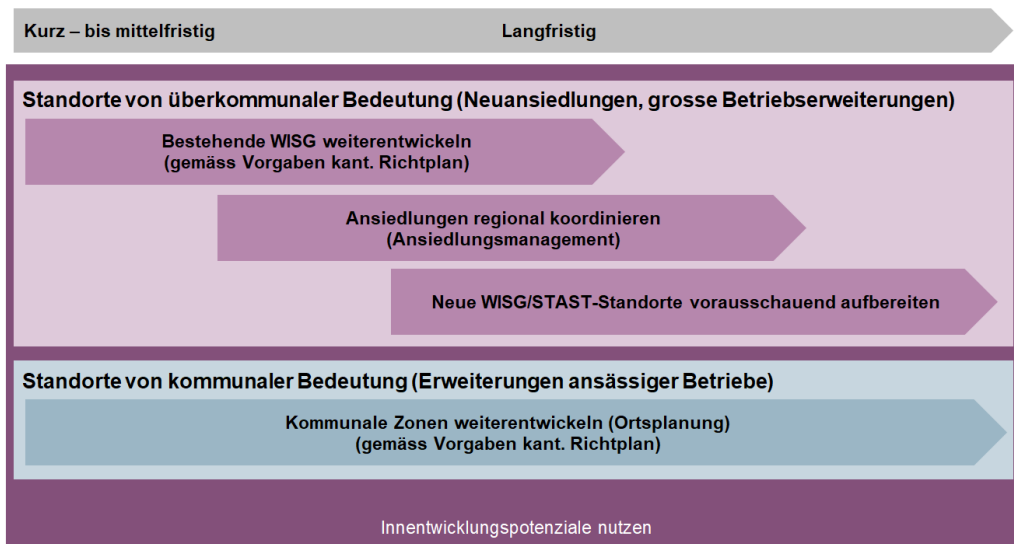 Kurz – bis mittelfristig Langfristig
Standorte von überkommunaler Bedeutung (Neuansiedlungen, grosse Betriebserweiterungen)
Bestehende WISG weiterentwickeln
(gemäss Vorgaben kant. Richtplan)
Ansiedlungen regional koordinieren
(Ansiedlungsmanagement)
Neue WISG/STAST-Standorte vorausschauend aufbereiten
Standorte von kommunaler Bedeutung (Erweiterungen ansässiger Betriebe)
Kommunale Zonen weiterentwickeln (Ortsplanung)
(gemäss Vorgaben kant. Richtplan)
Innentwicklungspotenziale nutzen